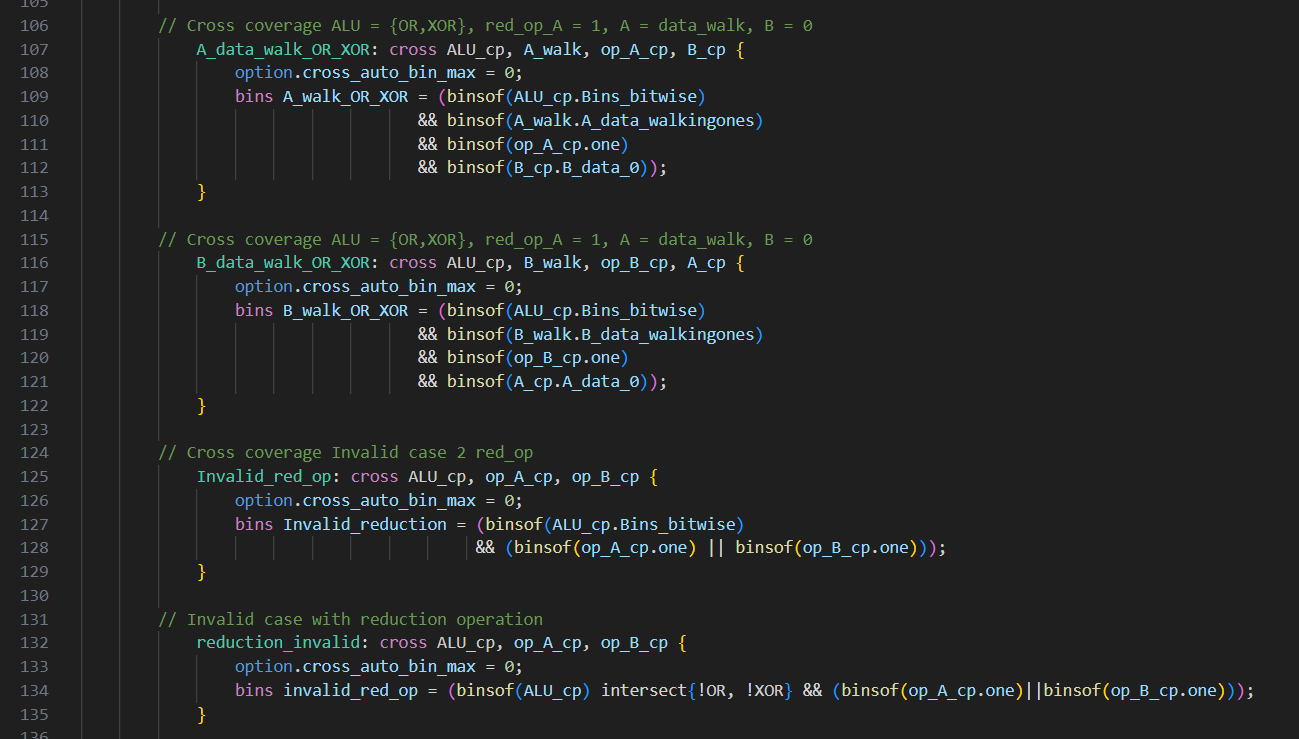 105
106 // Cross coverage ALU = {OR,XOR}, red_op_A = 1, A = data_walk, B = 0
107 A_data_walk_OR_XOR: cross ALU_cp, A_walk, op_A_cp, B_cp {
108 option.cross_auto_bin_max = 0;
109 bins A_walk_OR_XOR = (binsof(ALU_cp.Bins_bitwise)
110 && binsof(A_walk.A_data_walkingones)
111 && binsof(op_A_cp.one)
112 && binsof(B_cp.B_data_0));
113 }
114
115 // Cross coverage ALU = {OR,XOR}, red_op_A = 1, A = data_walk, B = 0
116 B_data_walk_OR_XOR: cross ALU_cp, B_walk, op_B_cp, A_cp {
117 option.cross_auto_bin_max = 0;
118 bins B_walk_OR_XOR = (binsof(ALU_cp.Bins_bitwise)
119 && binsof(B_walk.B_data_walkingones)
120 && binsof(op_B_cp.one)
121 && binsof(A_cp.A_data_0));
122 }
123
124 // Cross coverage Invalid case 2 red_op
125 Invalid_red_op: cross ALU_cp, op_A_cp, op_B_cp {
126 option.cross_auto_bin_max = 0;
127 bins Invalid_reduction = (binsof(ALU_cp.Bins_bitwise)
128 && (binsof(op_A_cp.one) || binsof(op_B_cp.one)));
129 }
130
131 // Invalid case with reduction operation
132 reduction_invalid: cross ALU_cp, op_A_cp, op_B_cp {
133 option.cross_auto_bin_max = 0;
134 bins invalid_red_op = (binsof(ALU_cp) intersect{!OR, !XOR} && (binsof(op_A_cp.one)||binsof(op_B_cp.one)));
135 }
136